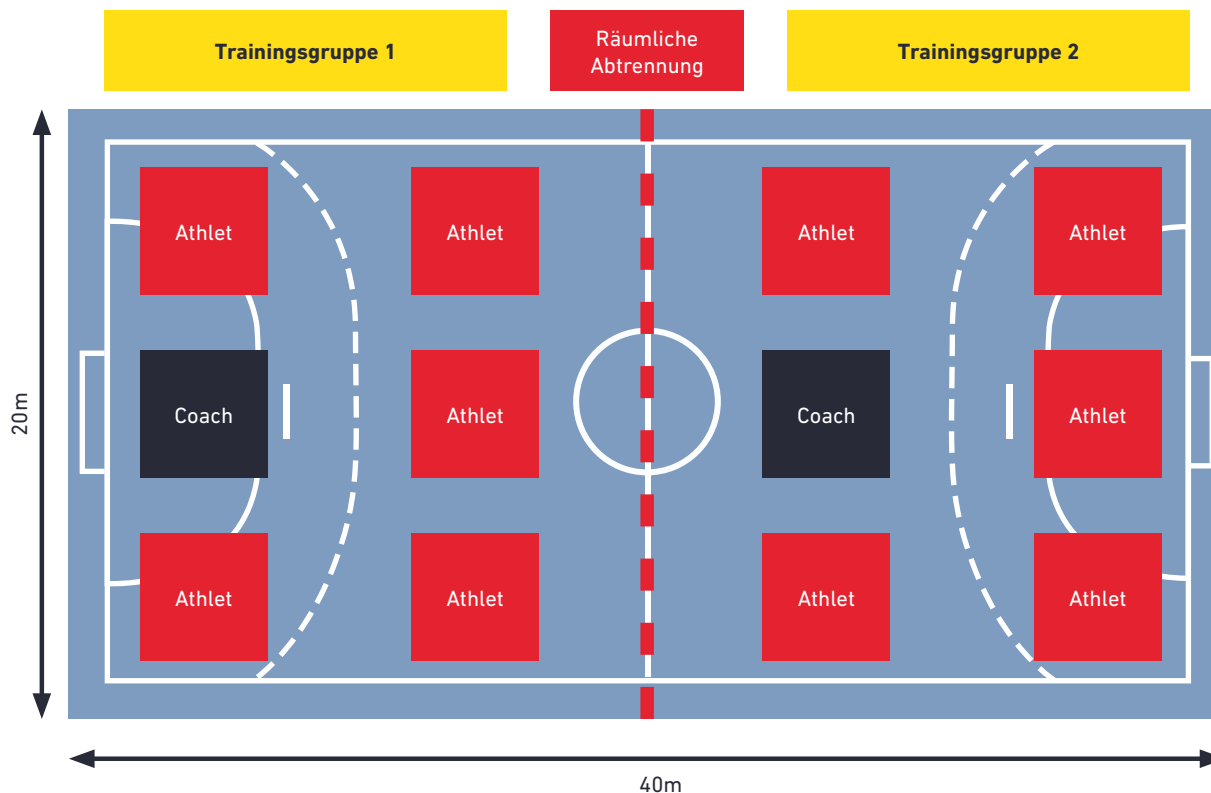 Trainingsgruppe 1
Räumliche
Abtrennung
Trainingsgruppe 2
Athlet
Athlet
Athlet
Athlet
20m
Coach
Athlet
Coach
Athlet
Athlet
Athlet
Athlet
Athlet
40m